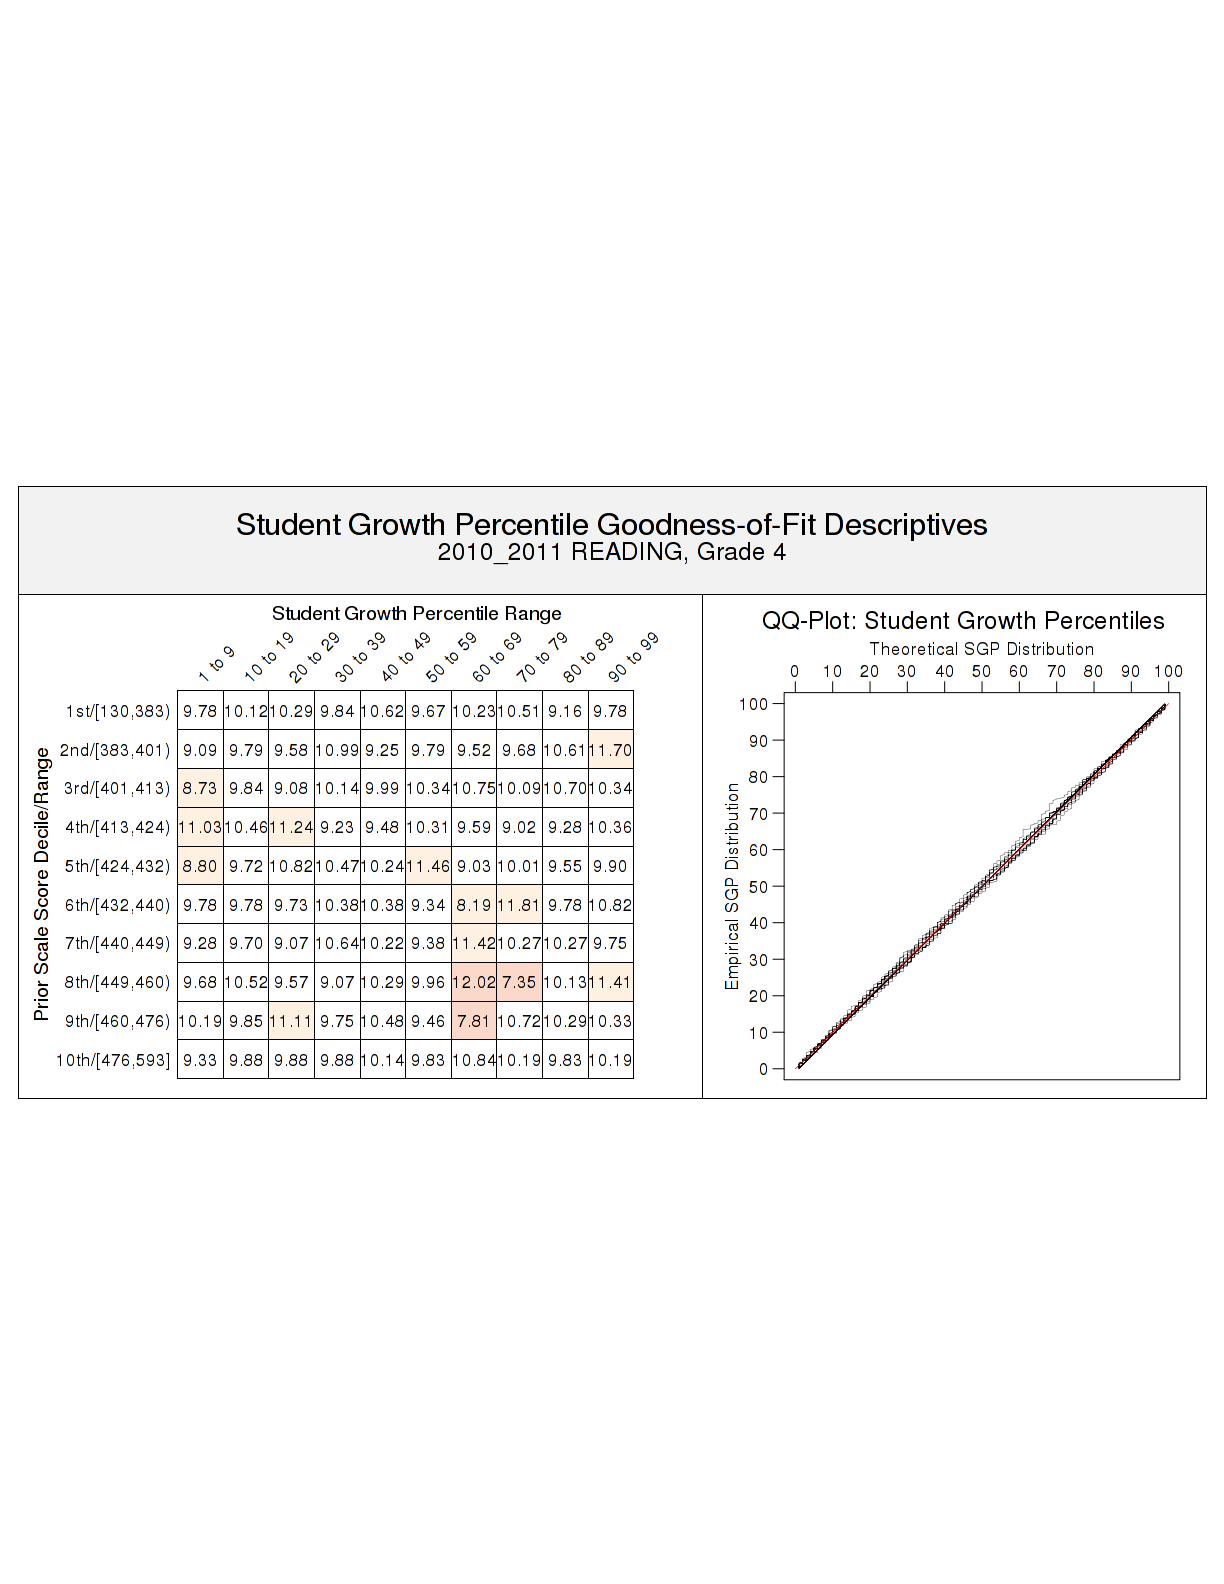 Student Growth Percentile Goodness-of-Fit Descriptives
2010_2011 READING, Grade 4
Student Growth Percentile Range
1 to 9 10 to 19 20 to 29 30 to 39 40 to 49 50 to 59 60 to 69 70 to 79 80 to 89 90 to 99
Prior Scale Score Decile/Range
1st/[130,383) 9.78 10.12 10.29 9.84 10.62 9.67 10.23 10.51 9.16 9.78
2nd/[383,401) 9.09 9.79 9.58 10.99 9.25 9.79 9.52 9.68 10.61 11.70
3rd/[401,413) 8.73 9.84 9.08 10.14 9.99 10.34 10.75 10.09 10.70 10.34
4th/[413,424) 11.03 10.46 11.24 9.23 9.48 10.31 9.59 9.02 9.28 10.36
5th/[424,432) 8.80 9.72 10.82 10.47 10.24 11.46 9.03 10.01 9.55 9.90
6th/[432,440) 9.78 9.78 9.73 10.38 10.38 9.34 8.19 11.81 9.78 10.82
7th/[440,449) 9.28 9.70 9.07 10.64 10.22 9.38 11.42 10.27 10.27 9.75
8th/[449,460) 9.68 10.52 9.57 9.07 10.29 9.96 12.02 7.35 10.13 11.41
9th/[460,476) 10.19 9.85 11.11 9.75 10.48 9.46 7.81 10.72 10.29 10.33
10th/[476,593] 9.33 9.88 9.88 9.88 10.14 9.83 10.84 10.19 9.83 10.19
QQ-Plot: Student Growth Percentiles
Theoretical SGP Distribution
0 10 20 30 40 50 60 70 80 90 100
Empirical SGP Distribution
100
90
80
70
60
50
40
30
20
10
0